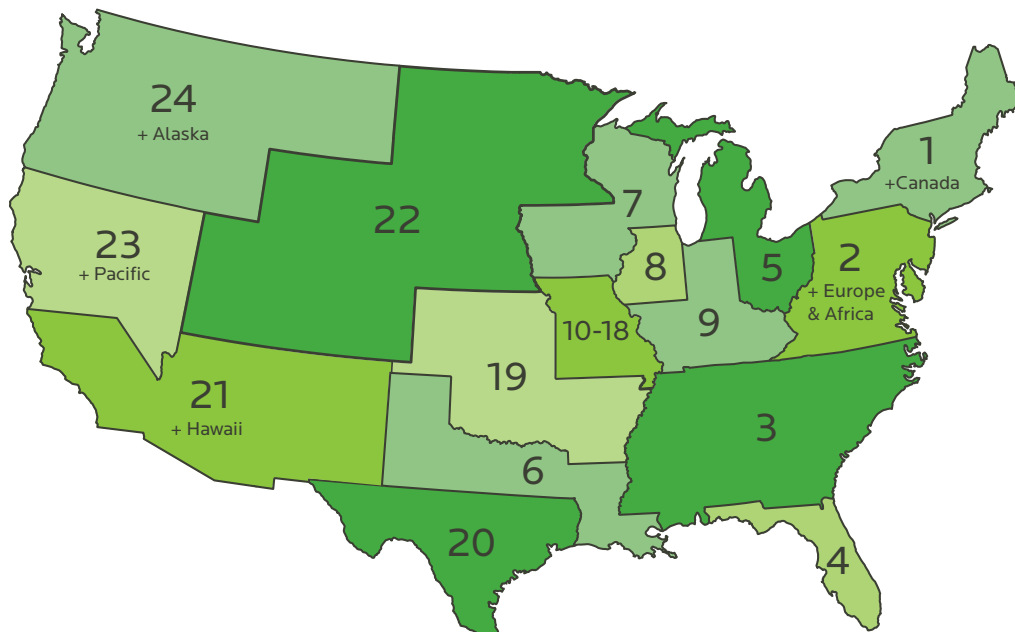 24
+ Alaska
1
+Canada
7
22
23
+ Pacific
8
5
2
+ Europe
& Africa
9
10-18
19
21
+ Hawaii
3
6
20
4